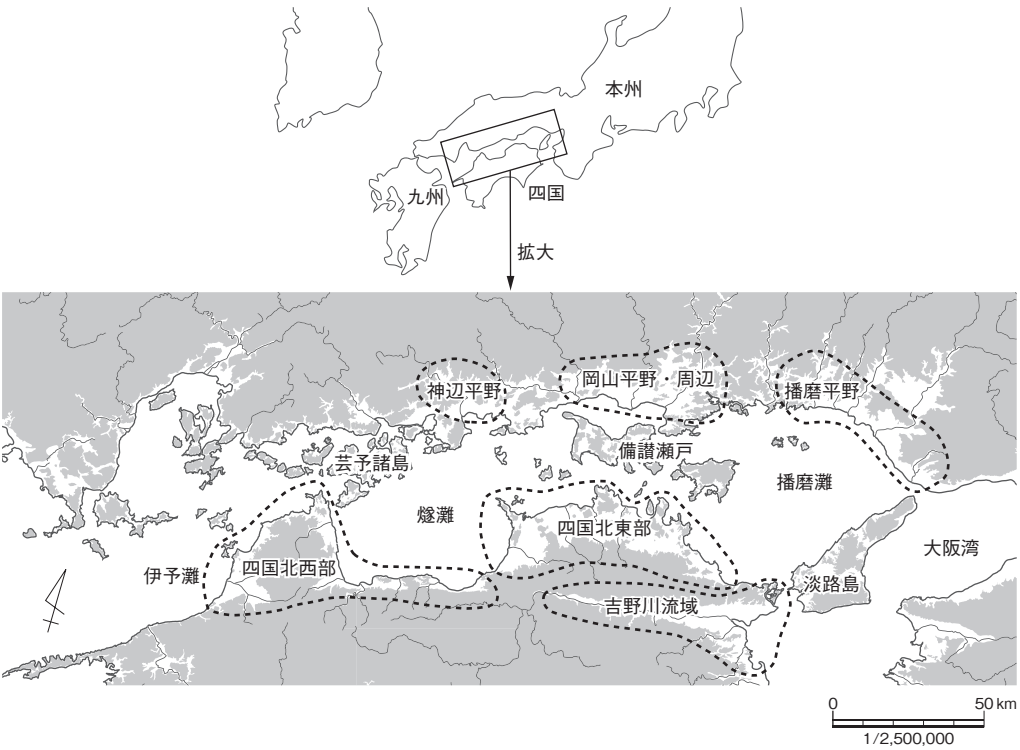 本州
九州
四国
拡大
神辺平野
岡山平野・周辺
播磨平野
備讃瀬戸
芸予諸島
播磨灘
燧灘
四国北東部
大阪湾
伊予灘
四国北西部
淡路島
吉野川流域
0 50 km
1/2,500,000